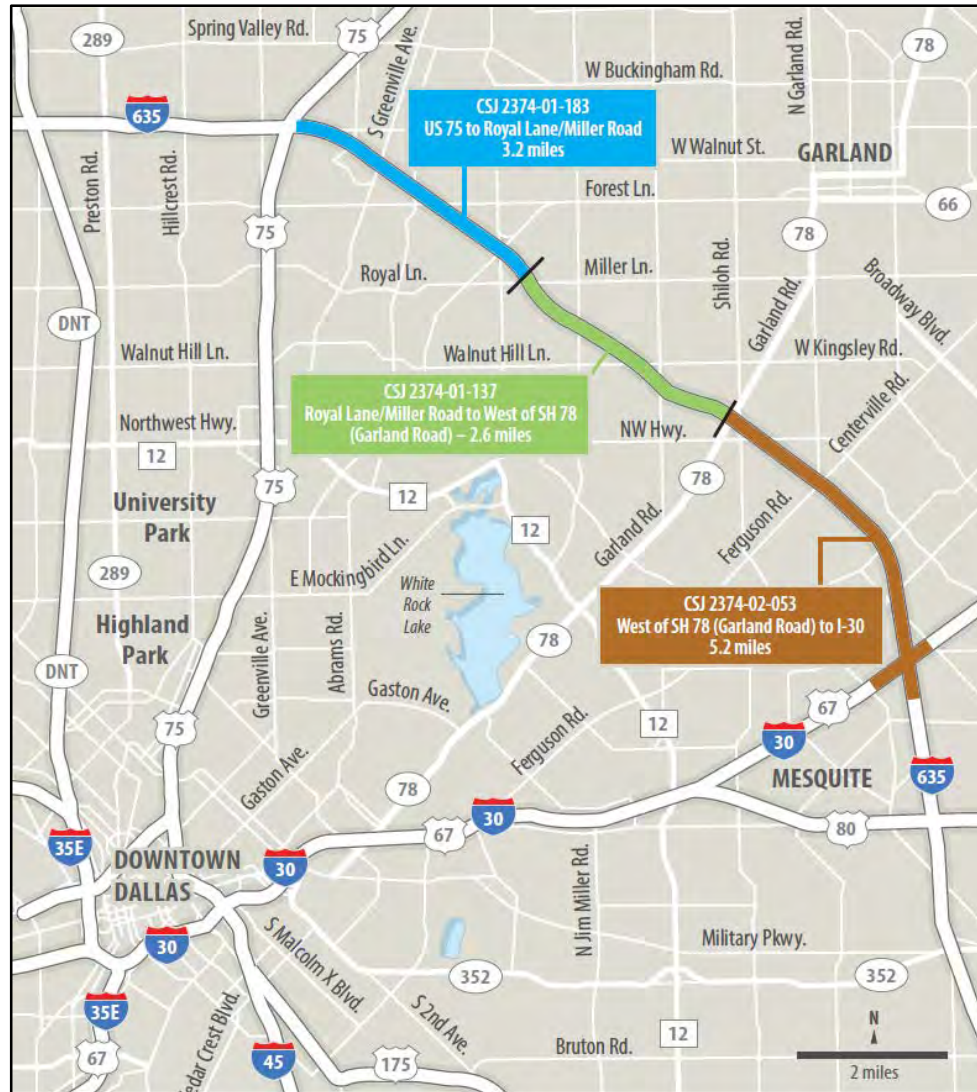 289
Spring Valley Rd.
75
S Greenville Ave.
W Buckingham Rd.
N Garland Rd.
78
635
CSJ 2374-01-183
US 75 to Royal Lane/Miller Road
3.2 miles
W Walnut St.
GARLAND
Preston Rd.
Hillcrest Rd.
Forest Ln.
66
75
78
Royal Ln.
Miller Ln.
Shiloh Rd.
Garland Rd.
Broadway Blvd.
DNT
Walnut Hill Ln.
Walnut Hill Ln.
W Kingsley Rd.
CSJ 2374-01-137
Royal Lane/Miller Road to West of SH 78
(Garland Road) – 2.6 miles
Centerville Rd.
Northwest Hwy.
NW Hwy.
12
75
78
12
12
University
Park
Garland Rd.
Ferguson Rd.
289
E Mockingbird Ln.
White
Rock
Lake
CSJ 2374-02-053
West of SH 78 (Garland Road) to I-30
5.2 miles
Highland
Park
Greenville Ave.
Abrams Rd.
78
DNT
Gaston Ave.
67
75
12
30
Ferguson Rd.
MESQUITE
635
Gaston Ave.
78
30
67
80
35E
DOWNTOWN
DALLAS
30
N Jim Miller Rd.
30
S Malcolm X Blvd.
Military Pkwy.
352
352
35E
S 2nd Ave.
N
12
67
edar Crest Blvd.
45
175
Bruton Rd.
2 miles